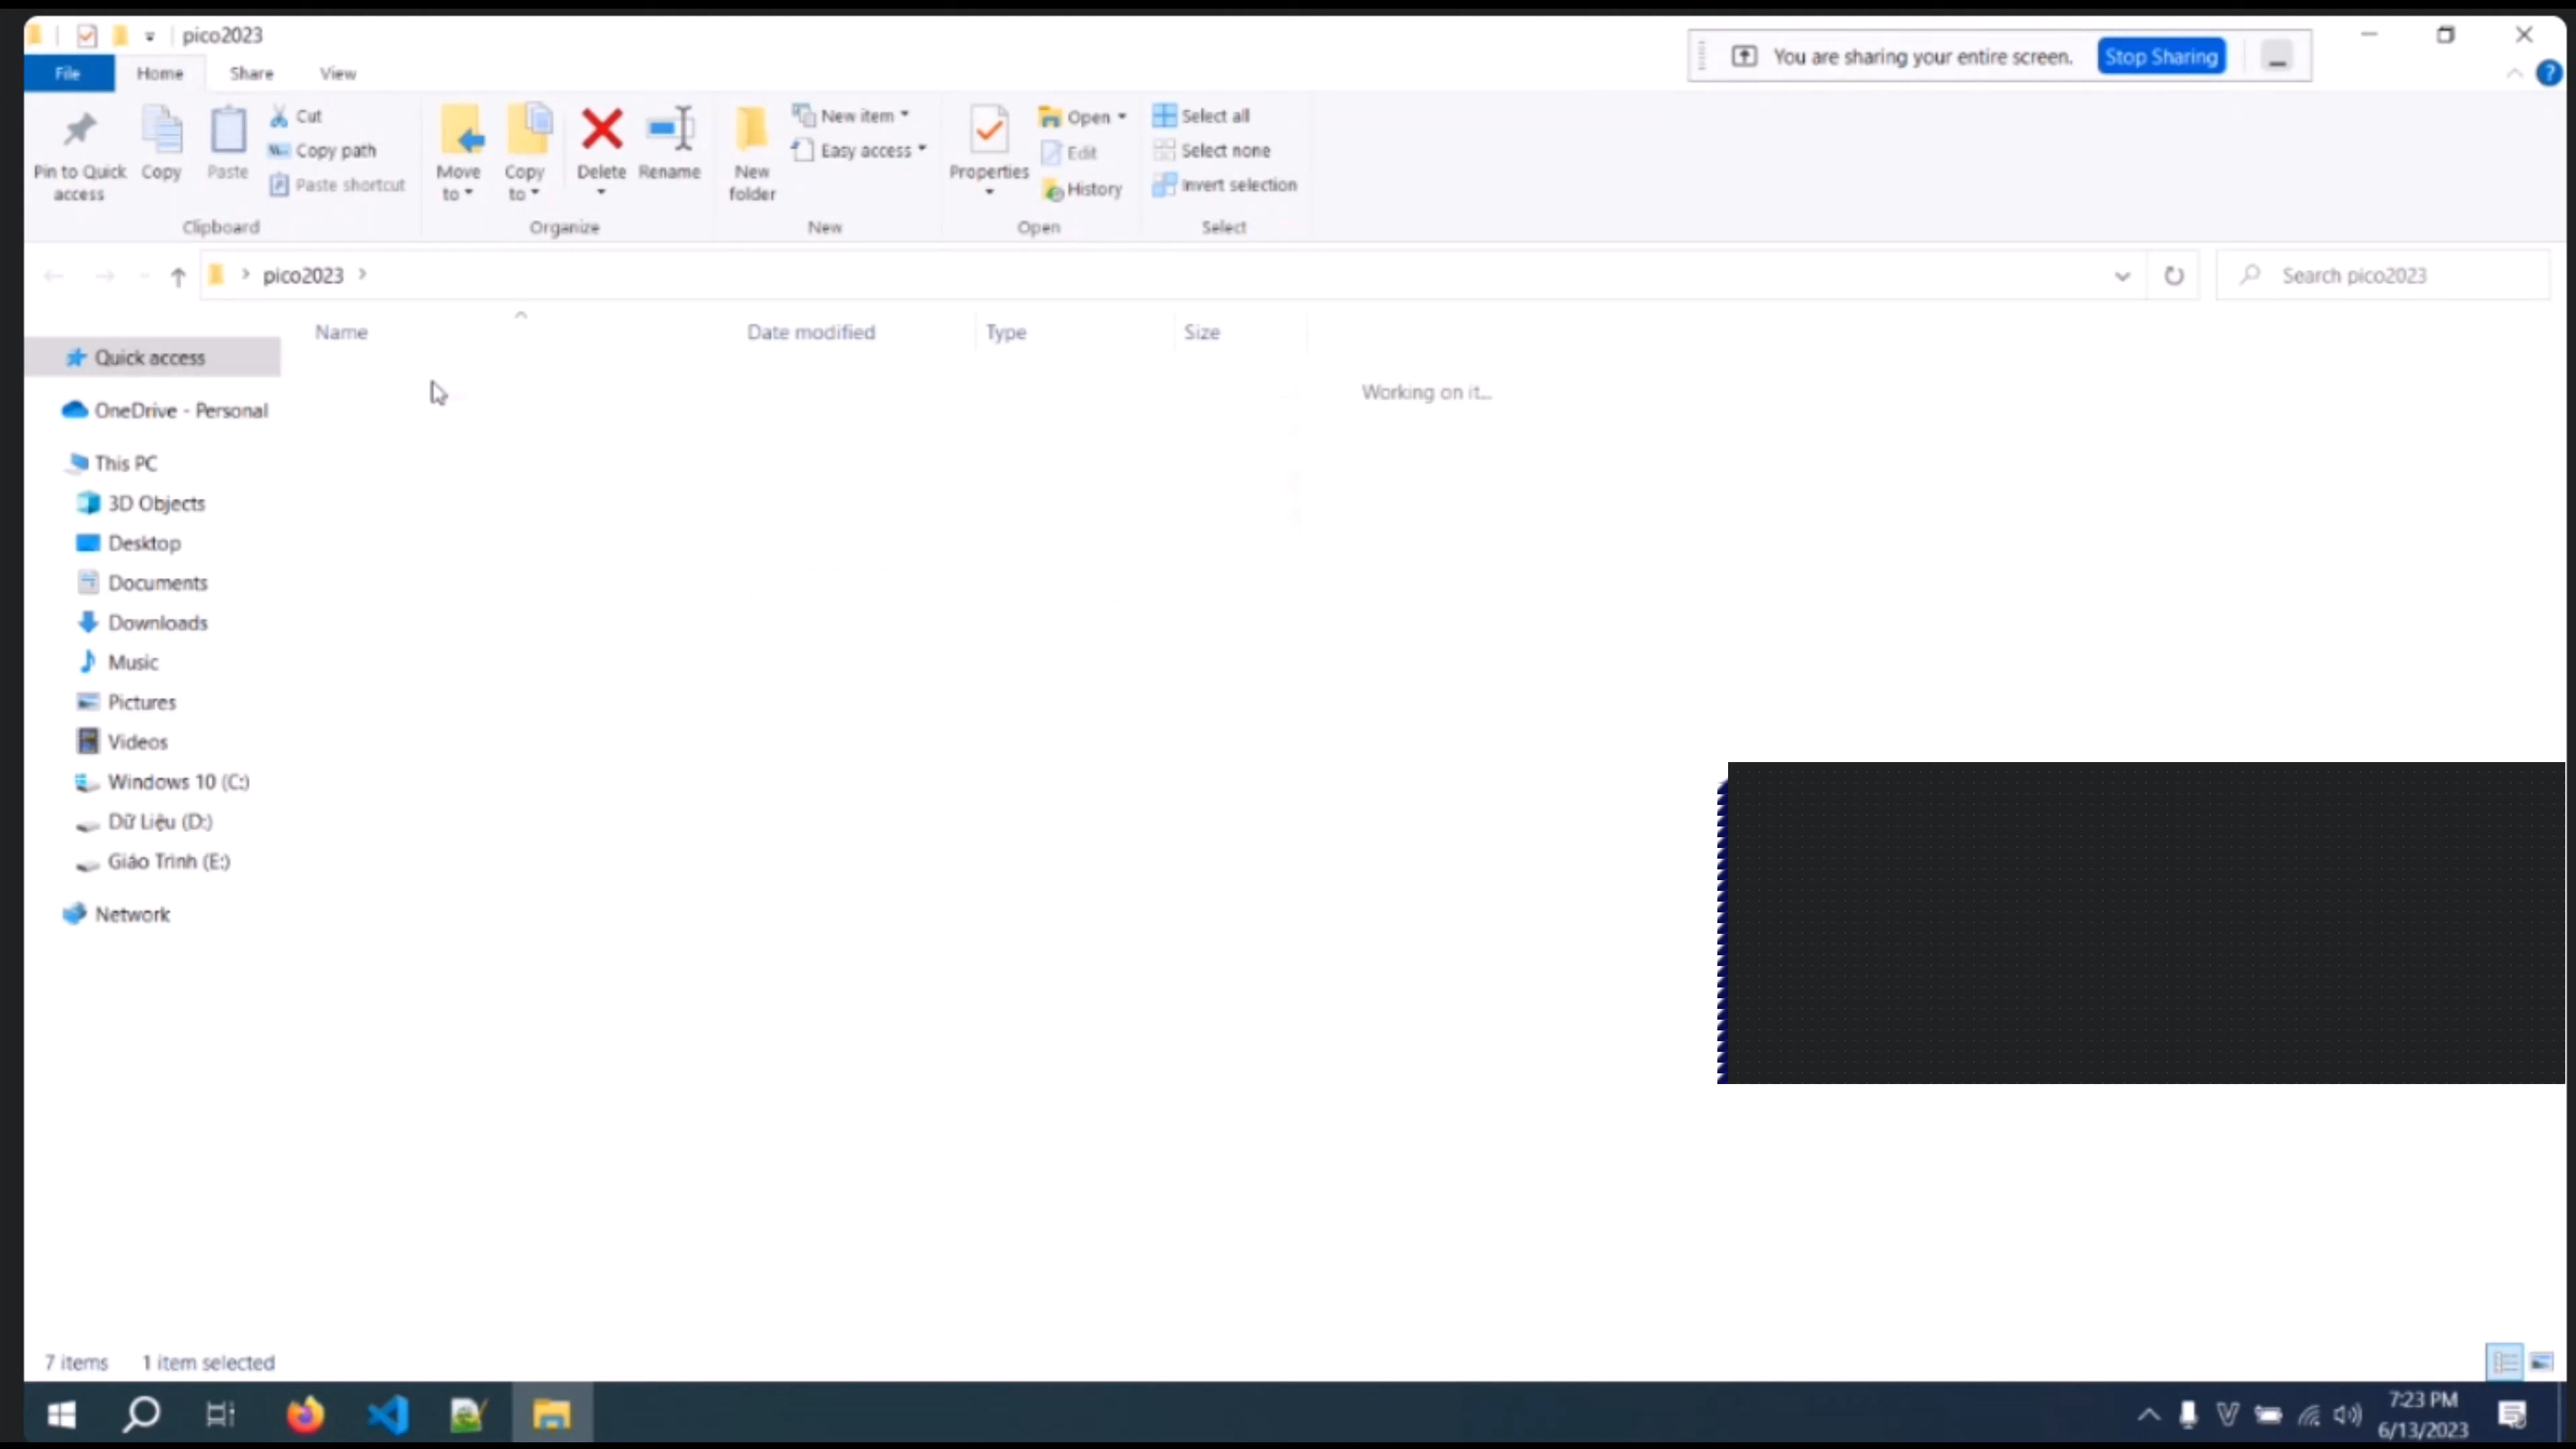 pico2023
You are sharing your entire screen. Stop Sharing
File Home Share View
Pin to Quick access
Copy
Paste
Cut
Copy path
Paste shortcut
Move to
Copy to
Delete
Rename
New folder
New item
Easy access
Properties
Open
Edit
History
Select all
Select none
Invert selection
Clipboard Organize New Open Select
pico2023
Search pico2023
Name Date modified Type Size
Working on it...
Quick access
OneDrive - Personal
This PC
3D Objects
Desktop
Documents
Downloads
Music
Pictures
Videos
Windows 10 (C:)
Dữ Liệu (D:)
Giáo Trình (E:)
Network
7 items 1 item selected
7:23 PM
6/13/2023